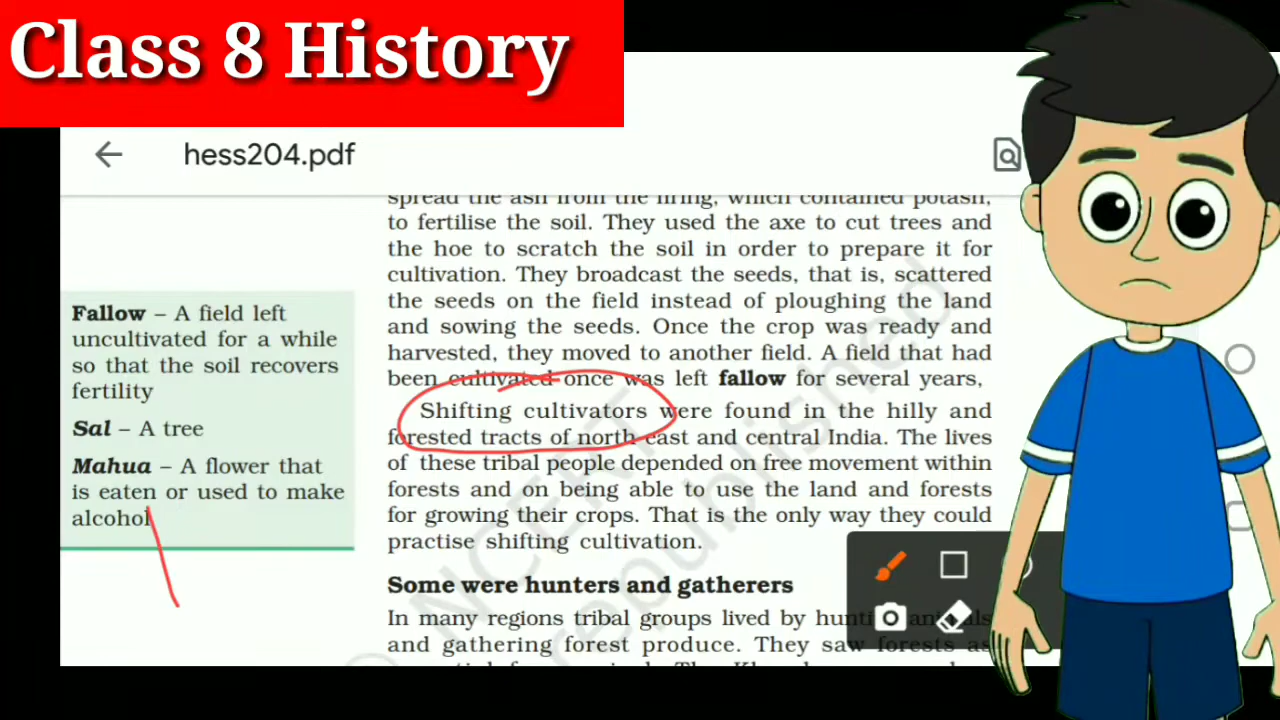 Class 8 History
hess204.pdf
spread the ash from the firing, which contained potash,
to fertilise the soil. They used the axe to cut trees and
the hoe to scratch the soil in order to prepare it for
cultivation. They broadcast the seeds, that is, scattered
the seeds on the field instead of ploughing the land
and sowing the seeds. Once the crop was ready and
harvested, they moved to another field. A field that had
been cultivated once was left fallow for several years,
Shifting cultivators were found in the hilly and
forested tracts of north-east and central India. The lives
of these tribal people depended on free movement within
forests and on being able to use the land and forests
for growing their crops. That is the only way they could
practise shifting cultivation.
Some were hunters and gatherers
In many regions tribal groups lived by hunting animals
and gathering forest produce. They saw forests as
Fallow – A field left
uncultivated for a while
so that the soil recovers
fertility
Sal – A tree
Mahua – A flower that
is eaten or used to make
alcohol
NCERT
republished